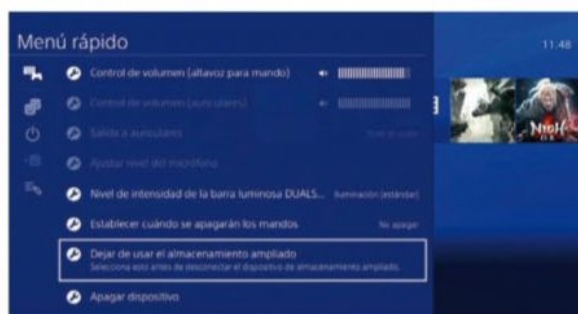 Menú rápido
11:48
Control de volumen (altavoz para mando)
Control de volumen (auriculares)
Salida a auriculares
Ajustar nivel del micrófono
Nivel de intensidad de la barra luminosa DUALS... Iluminación (estándar)
Establecer cuándo se apagarán los mandos No apagar
Dejar de usar el almacenamiento ampliado
Selecciona esto antes de desconectar el dispositivo de almacenamiento ampliado.
Apagar dispositivo
NIOH